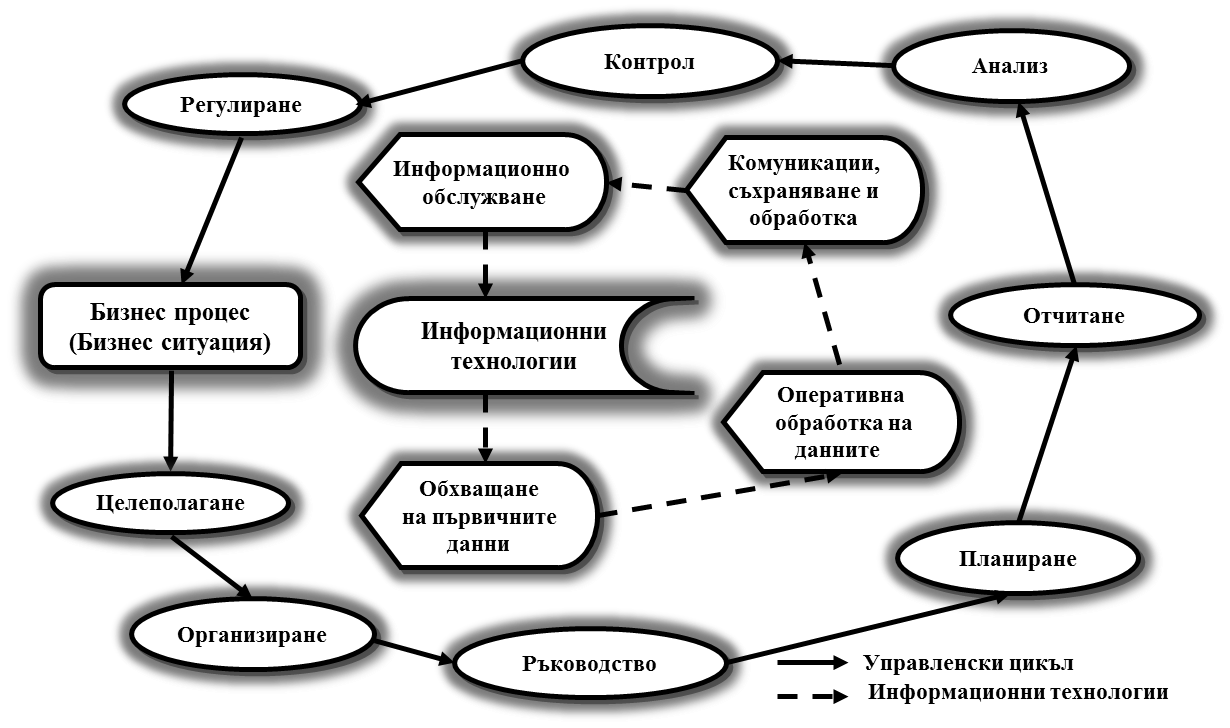 Контрол
Анализ
Регулиране
Информационно
обслужване
Комуникации,
съхраняване и
обработка
Бизнес процес
(Бизнес ситуация)
Информационни
технологии
Отчитане
Оперативна
обработка на
данните
Целеполагане
Обхващане
на първичните
данни
Планиране
Организиране
Ръководство
Управленски цикъл
Информационни технологии